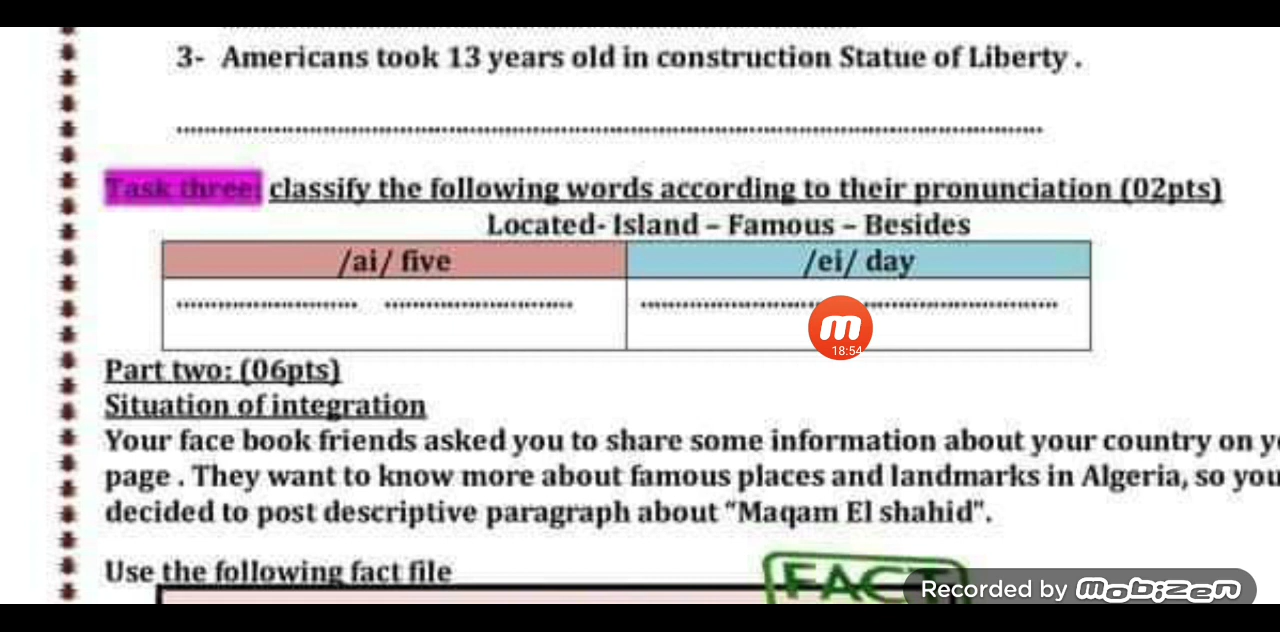 3- Americans took 13 years old in construction Statue of Liberty .
Task three: classify the following words according to their pronunciation (02pts)
Located- Island – Famous – Besides
/ai/ five
/ei/ day
18:54
Part two: (06pts)
Situation of integration
Your face book friends asked you to share some information about your country on
page . They want to know more about famous places and landmarks in Algeria, so you
decided to post descriptive paragraph about “Maqam El shahid”.
Use the following fact file
FACT
Recorded by mobizen